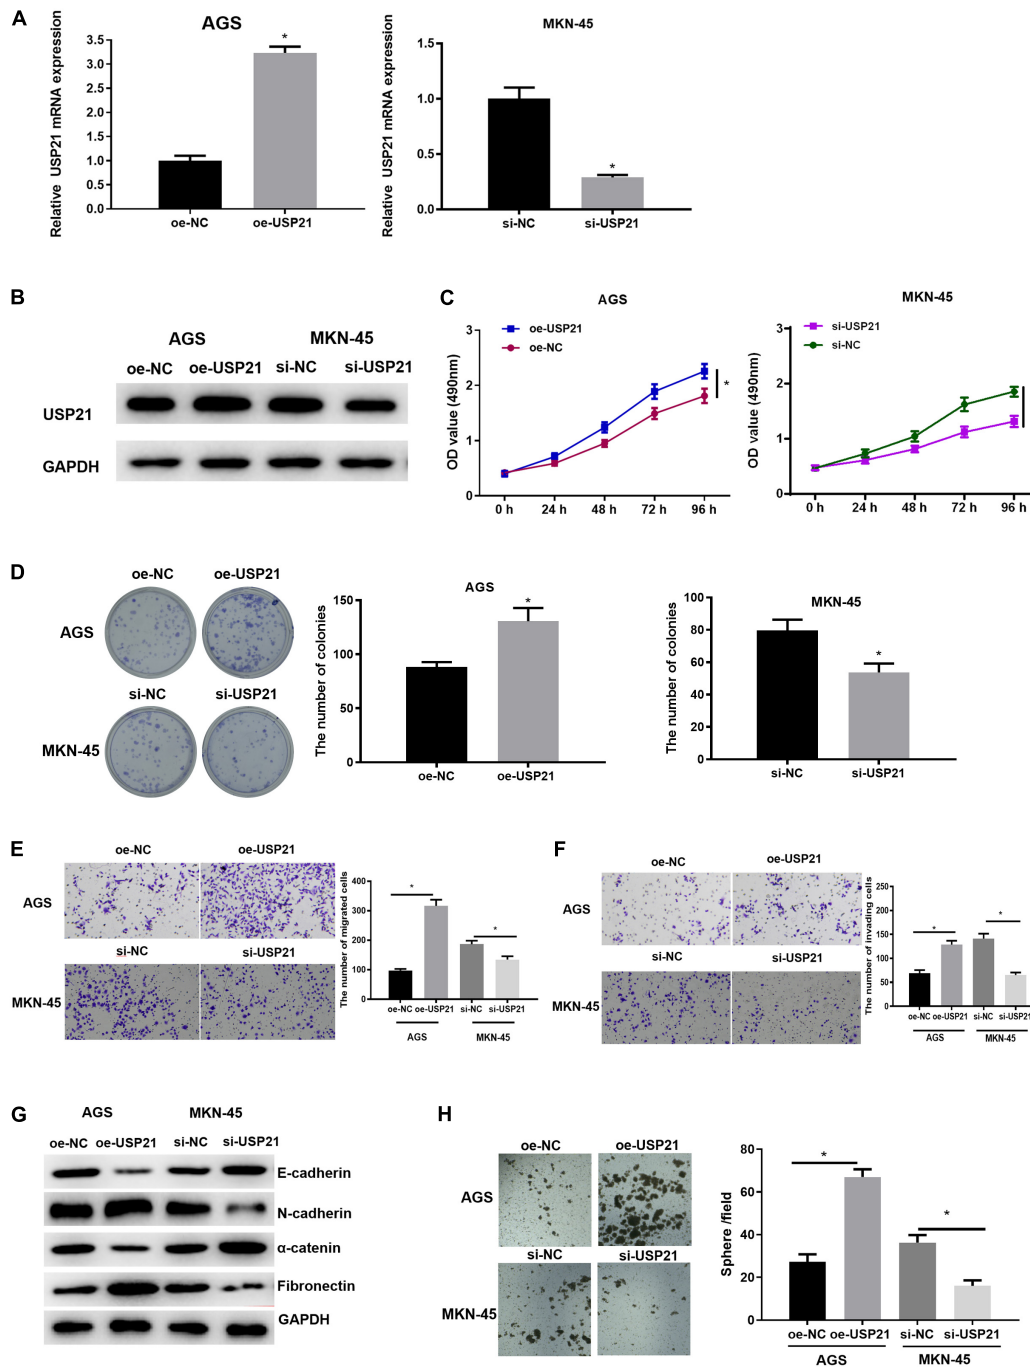 A
AGS
MKN-45
Relative USP21 mRNA expression
3.5
3.0
2.5
2.0
1.5
1.0
0.5
0.0
*
oe-NC oe-USP21
Relative USP21 mRNA expression
1.5
1.0
0.5
0.0
*
si-NC si-USP21
B
AGS MKN-45
oe-NC oe-USP21 si-NC si-USP21
USP21
GAPDH
C
AGS
oe-USP21
oe-NC
OD value (490nm)
3
2
1
0
*
0 h 24 h 48 h 72 h 96 h
MKN-45
si-USP21
si-NC
OD value (490nm)
3
2
1
0
0 h 24 h 48 h 72 h 96 h
D
oe-NC oe-USP21
AGS
si-NC si-USP21
MKN-45
AGS
The number of colonies
150
100
50
0
*
oe-NC oe-USP21
MKN-45
The number of colonies
100
80
60
40
20
0
*
si-NC si-USP21
E
oe-NC oe-USP21
AGS
si-NC si-USP21
MKN-45
The number of migrated cells
400
300
200
100
0
*
*
oe-NC oe-USP21 si-NC si-USP21
AGS MKN-45
F
oe-NC oe-USP21
AGS
si-NC si-USP21
MKN-45
The number of invading cells
250
200
150
100
50
0
*
*
oe-NC oe-USP21 si-NC si-USP21
AGS MKN-45
G
AGS MKN-45
oe-NC oe-USP21 si-NC si-USP21
E-cadherin
N-cadherin
α-catenin
Fibronectin
GAPDH
H
oe-NC oe-USP21
AGS
si-NC si-USP21
MKN-45
Sphere /field
80
60
40
20
0
*
*
oe-NC oe-USP21 si-NC si-USP21
AGS MKN-45